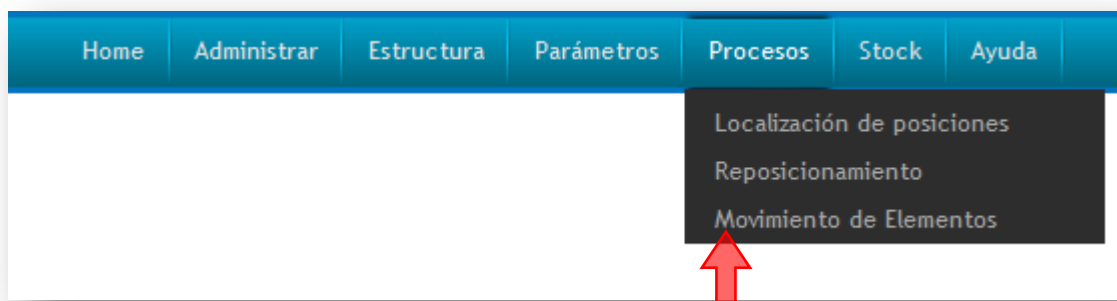 Home Administrar Estructura Parámetros Procesos Stock Ayuda
Localización de posiciones
Reposicionamiento
Movimiento de Elementos